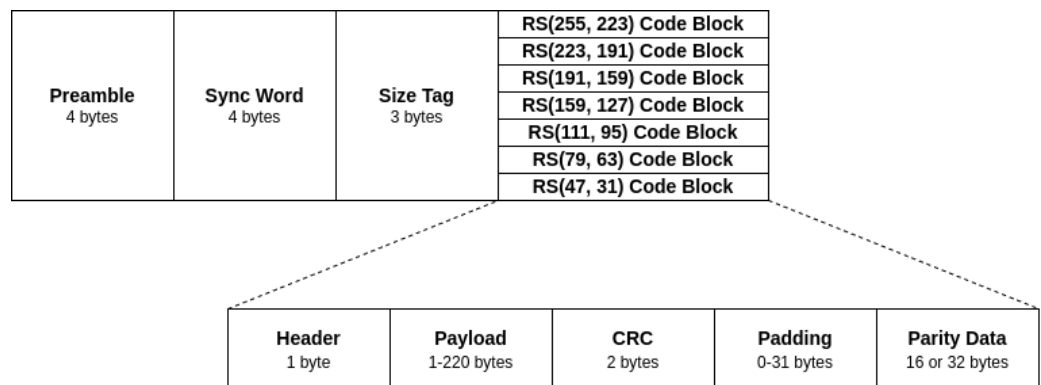 Preamble
4 bytes
Sync Word
4 bytes
Size Tag
3 bytes
RS(255, 223) Code Block
RS(223, 191) Code Block
RS(191, 159) Code Block
RS(159, 127) Code Block
RS(111, 95) Code Block
RS(79, 63) Code Block
RS(47, 31) Code Block
Header
1 byte
Payload
1-220 bytes
CRC
2 bytes
Padding
0-31 bytes
Parity Data
16 or 32 bytes